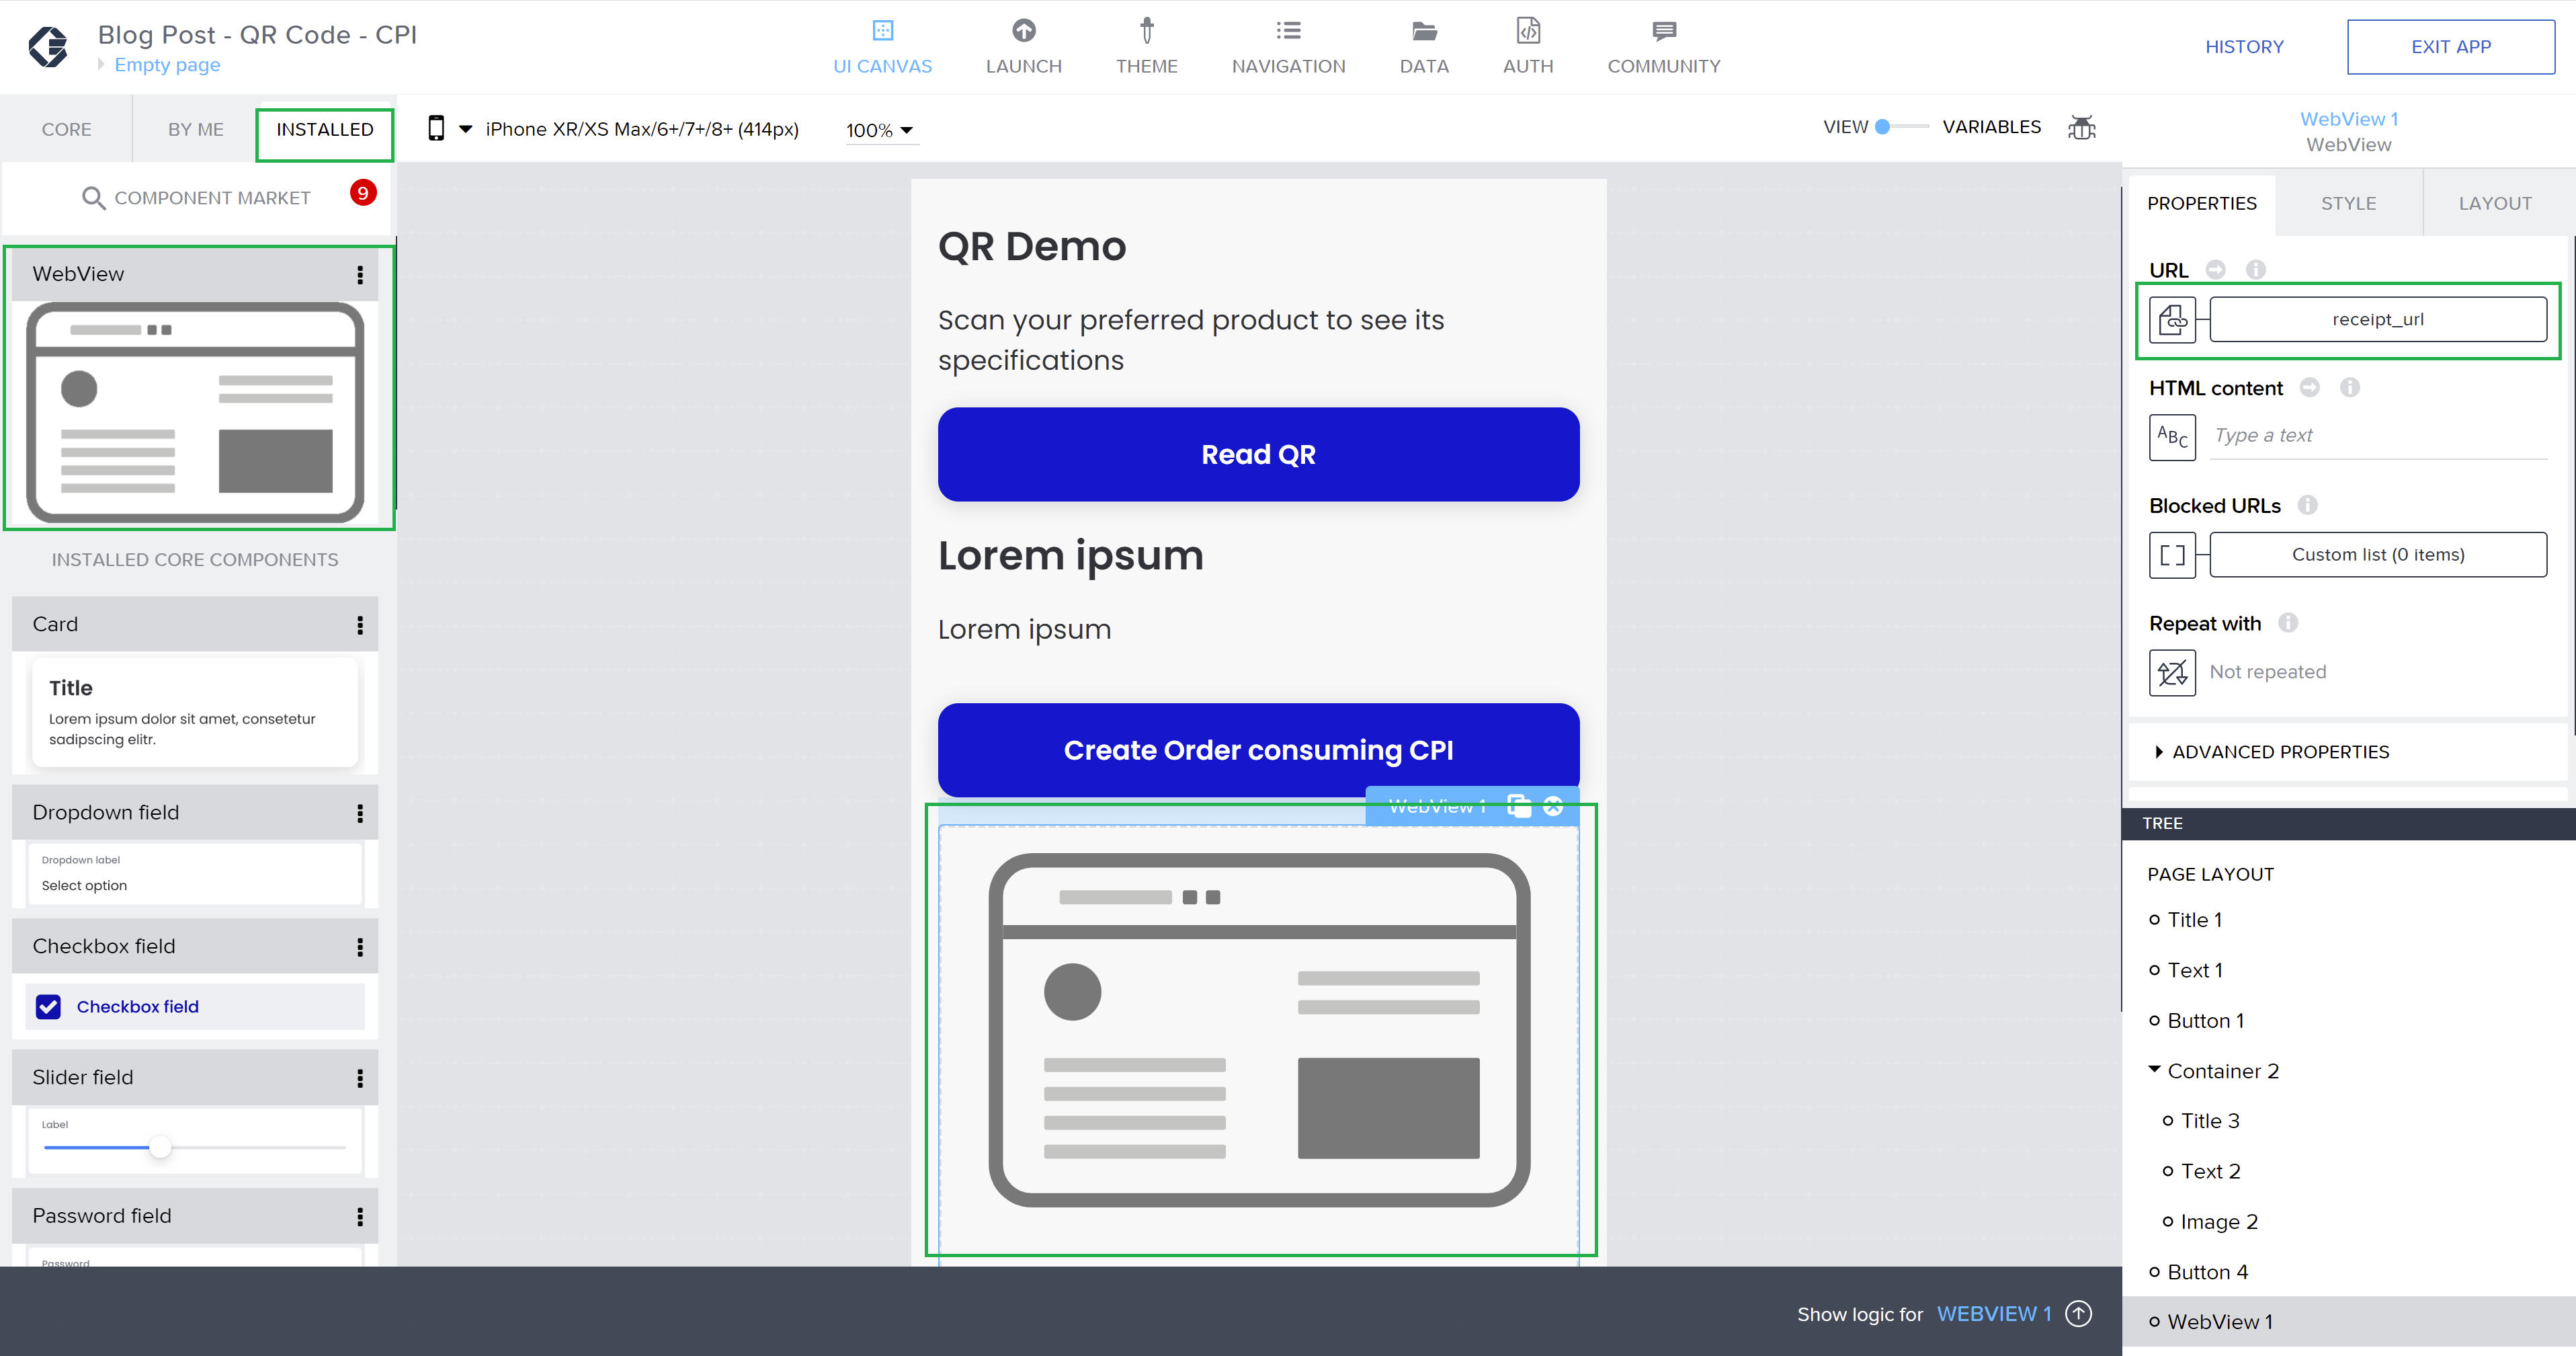 Blog Post - QR Code - CPI
Empty page
UI CANVAS
LAUNCH
THEME
NAVIGATION
DATA
AUTH
COMMUNITY
HISTORY
EXIT APP
CORE
BY ME
INSTALLED
iPhone XR/XS Max/6+/7+/8+ (414px)
100%
VIEW
VARIABLES
COMPONENT MARKET
9
WebView
INSTALLED CORE COMPONENTS
Card
Title
Lorem ipsum dolor sit amet, consetetur
sadipscing elitr.
Dropdown field
Dropdown label
Select option
Checkbox field
Checkbox field
Slider field
Label
Password field
Password
QR Demo
Scan your preferred product to see its
specifications
Read QR
Lorem ipsum
Lorem ipsum
Create Order consuming CPI
WebView 1
Show logic for WEBVIEW 1
WebView 1
WebView
PROPERTIES
STYLE
LAYOUT
URL
receipt_url
HTML content
ABC
Type a text
Blocked URLs
Custom list (0 items)
Repeat with
Not repeated
ADVANCED PROPERTIES
TREE
PAGE LAYOUT
Title 1
Text 1
Button 1
Container 2
Title 3
Text 2
Image 2
Button 4
WebView 1